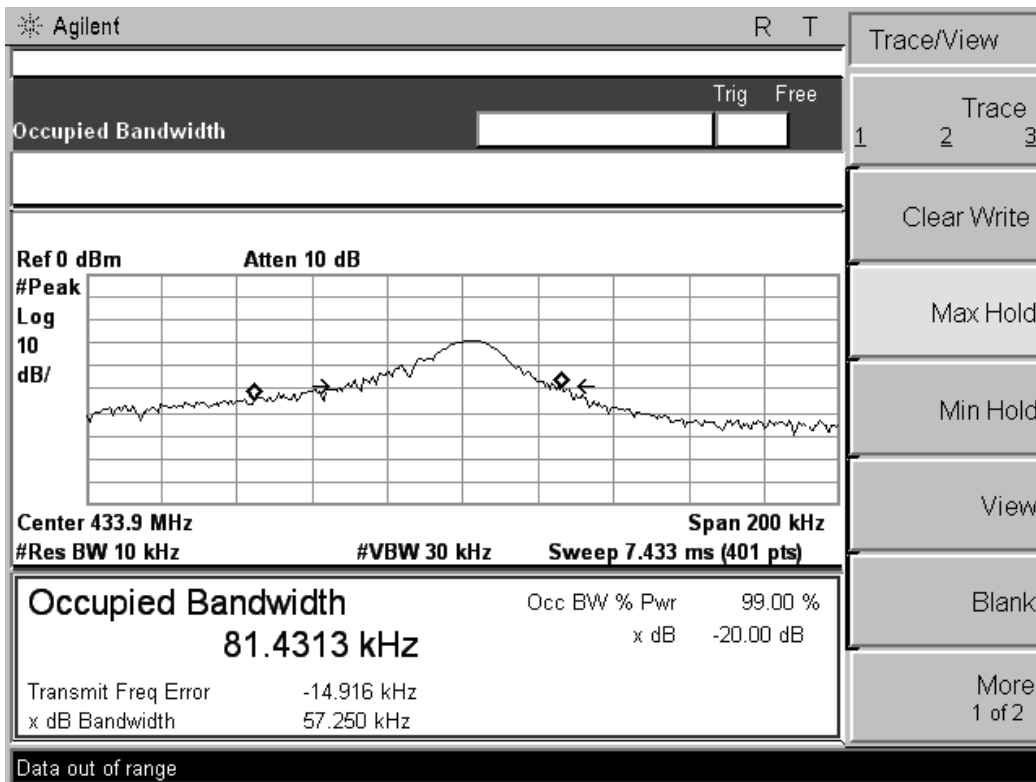 Agilent
R T
Trace/View
Trig Free
Occupied Bandwidth
Trace
1 2 3
Clear Write
Ref 0 dBm Atten 10 dB
#Peak
Log
10
dB/
Max Hold
Min Hold
View
Center 433.9 MHz Span 200 kHz
#Res BW 10 kHz #VBW 30 kHz Sweep 7.433 ms (401 pts)
Occupied Bandwidth
81.4313 kHz
Occ BW % Pwr 99.00 %
x dB -20.00 dB
Transmit Freq Error -14.916 kHz
x dB Bandwidth 57.250 kHz
Blank
More
1 of 2
Data out of range